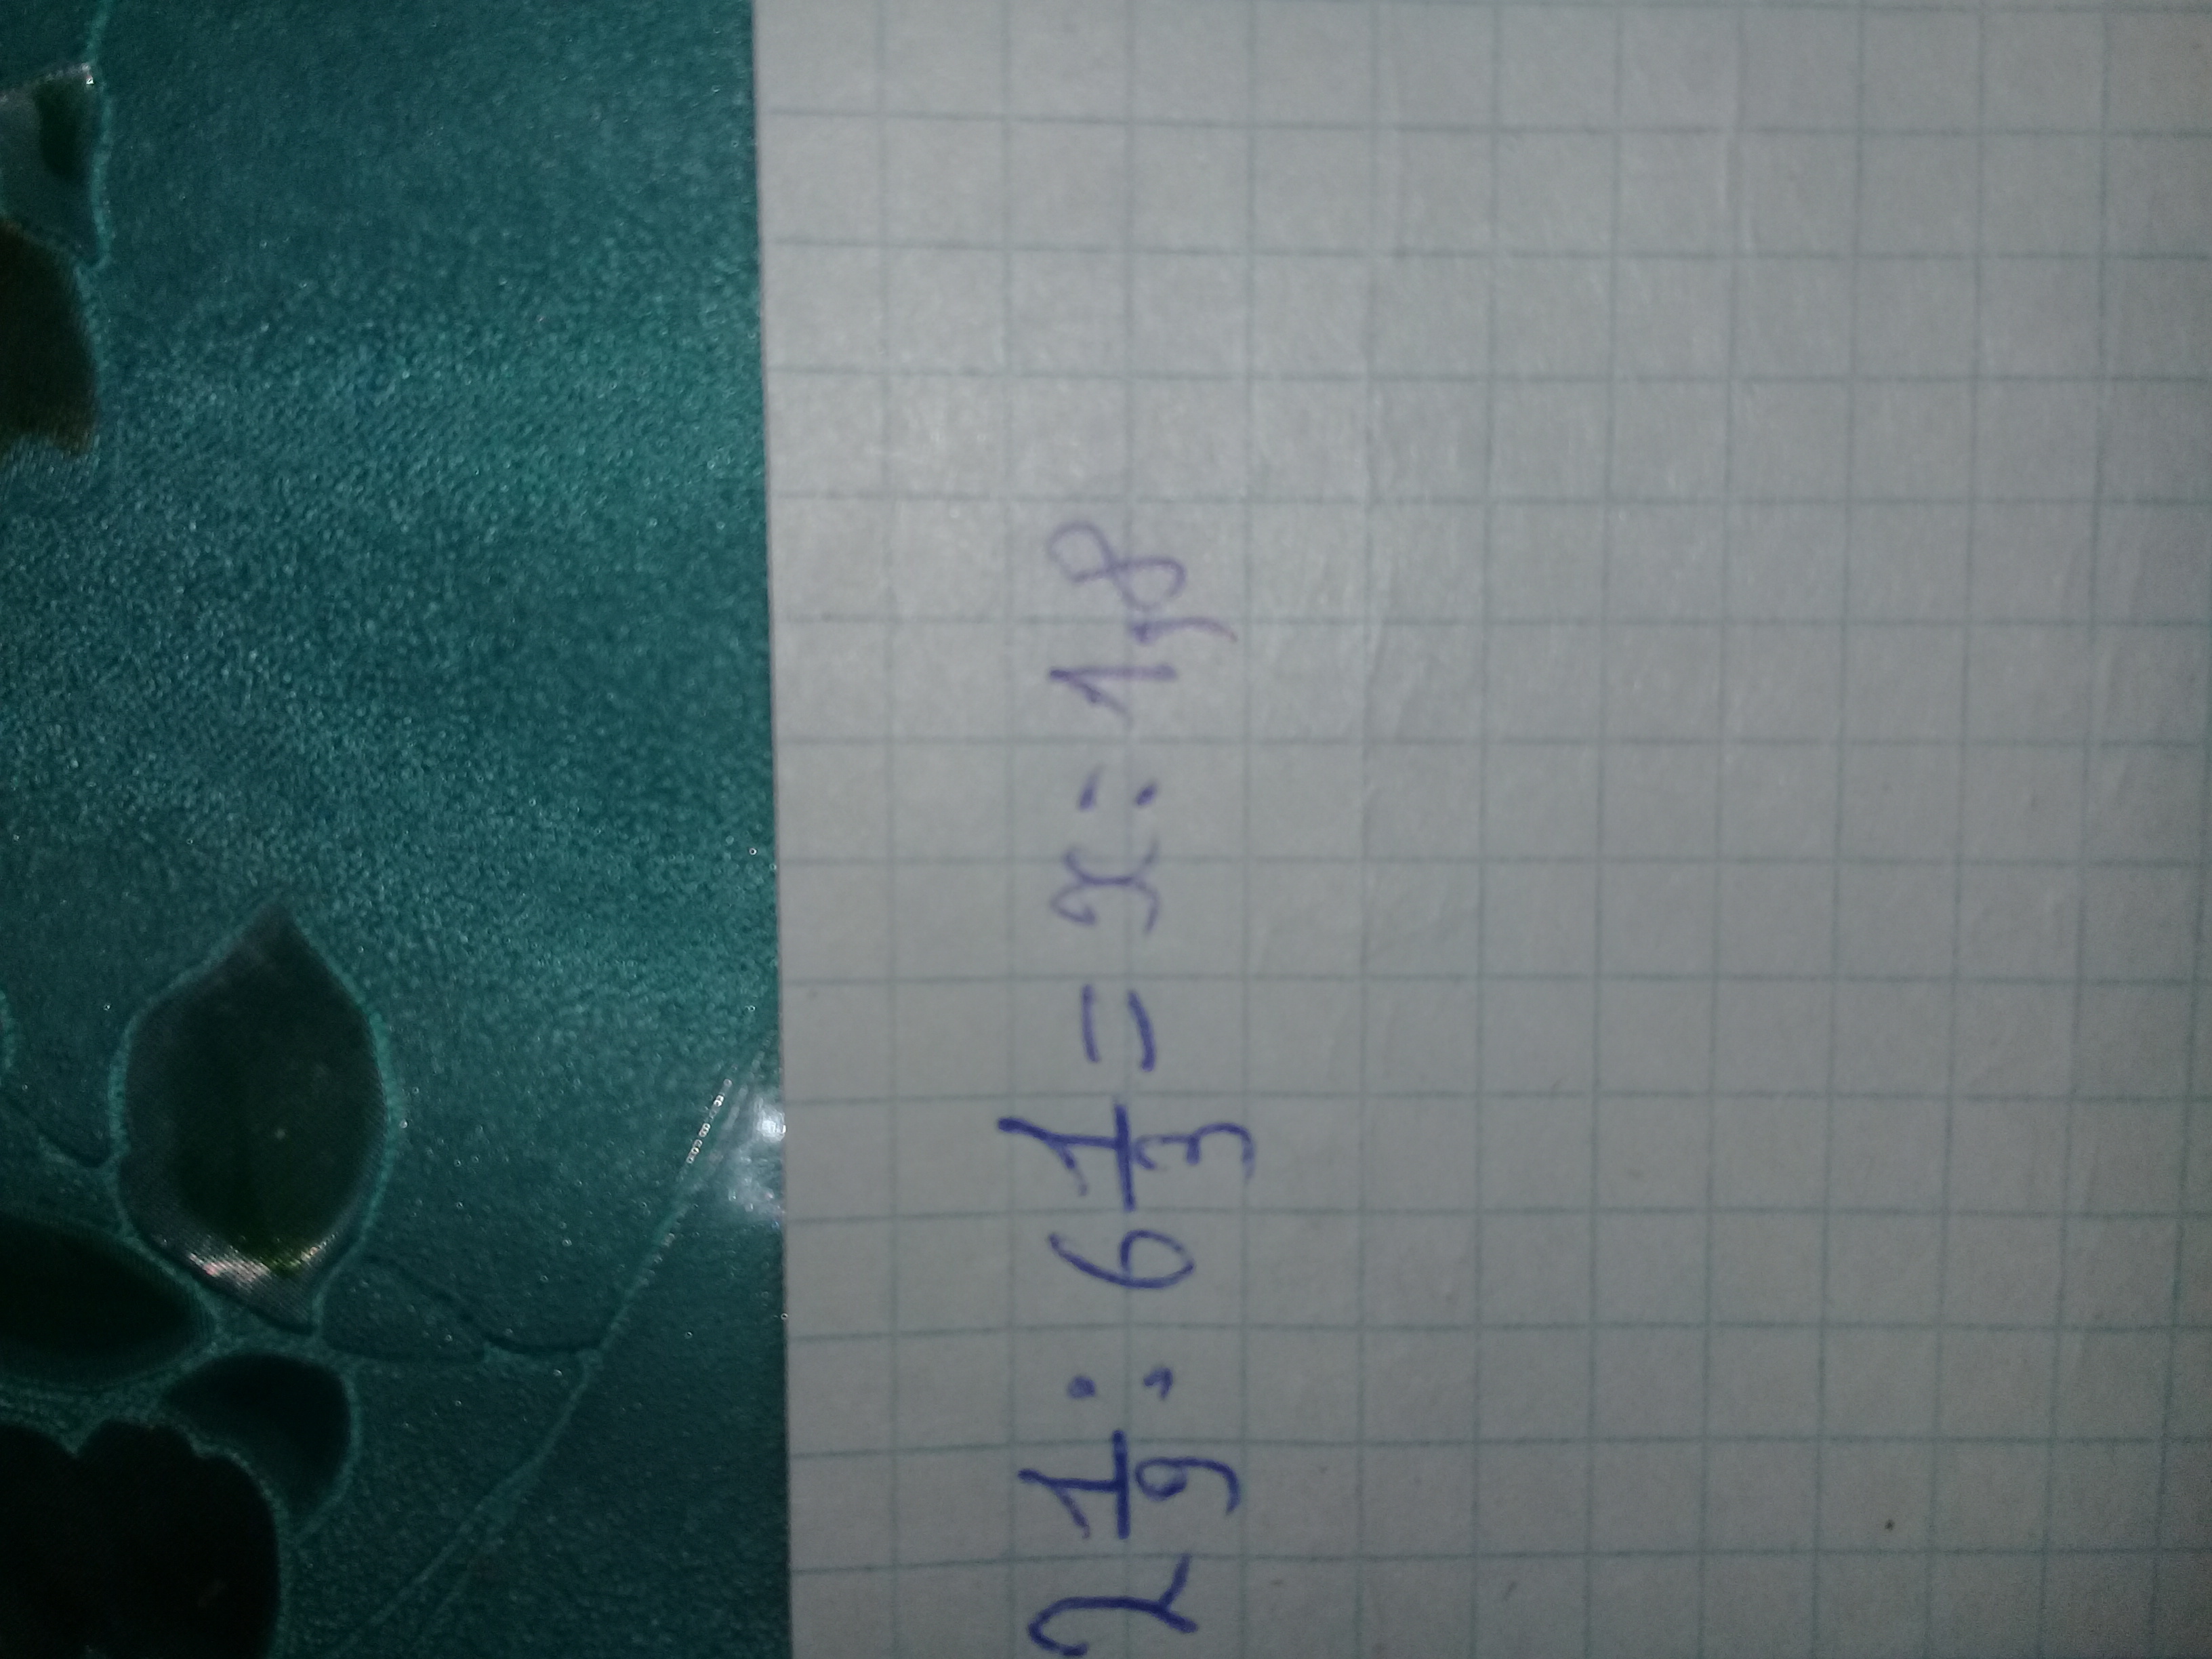 2 1/9 : 6 1/3 = x : 1,8